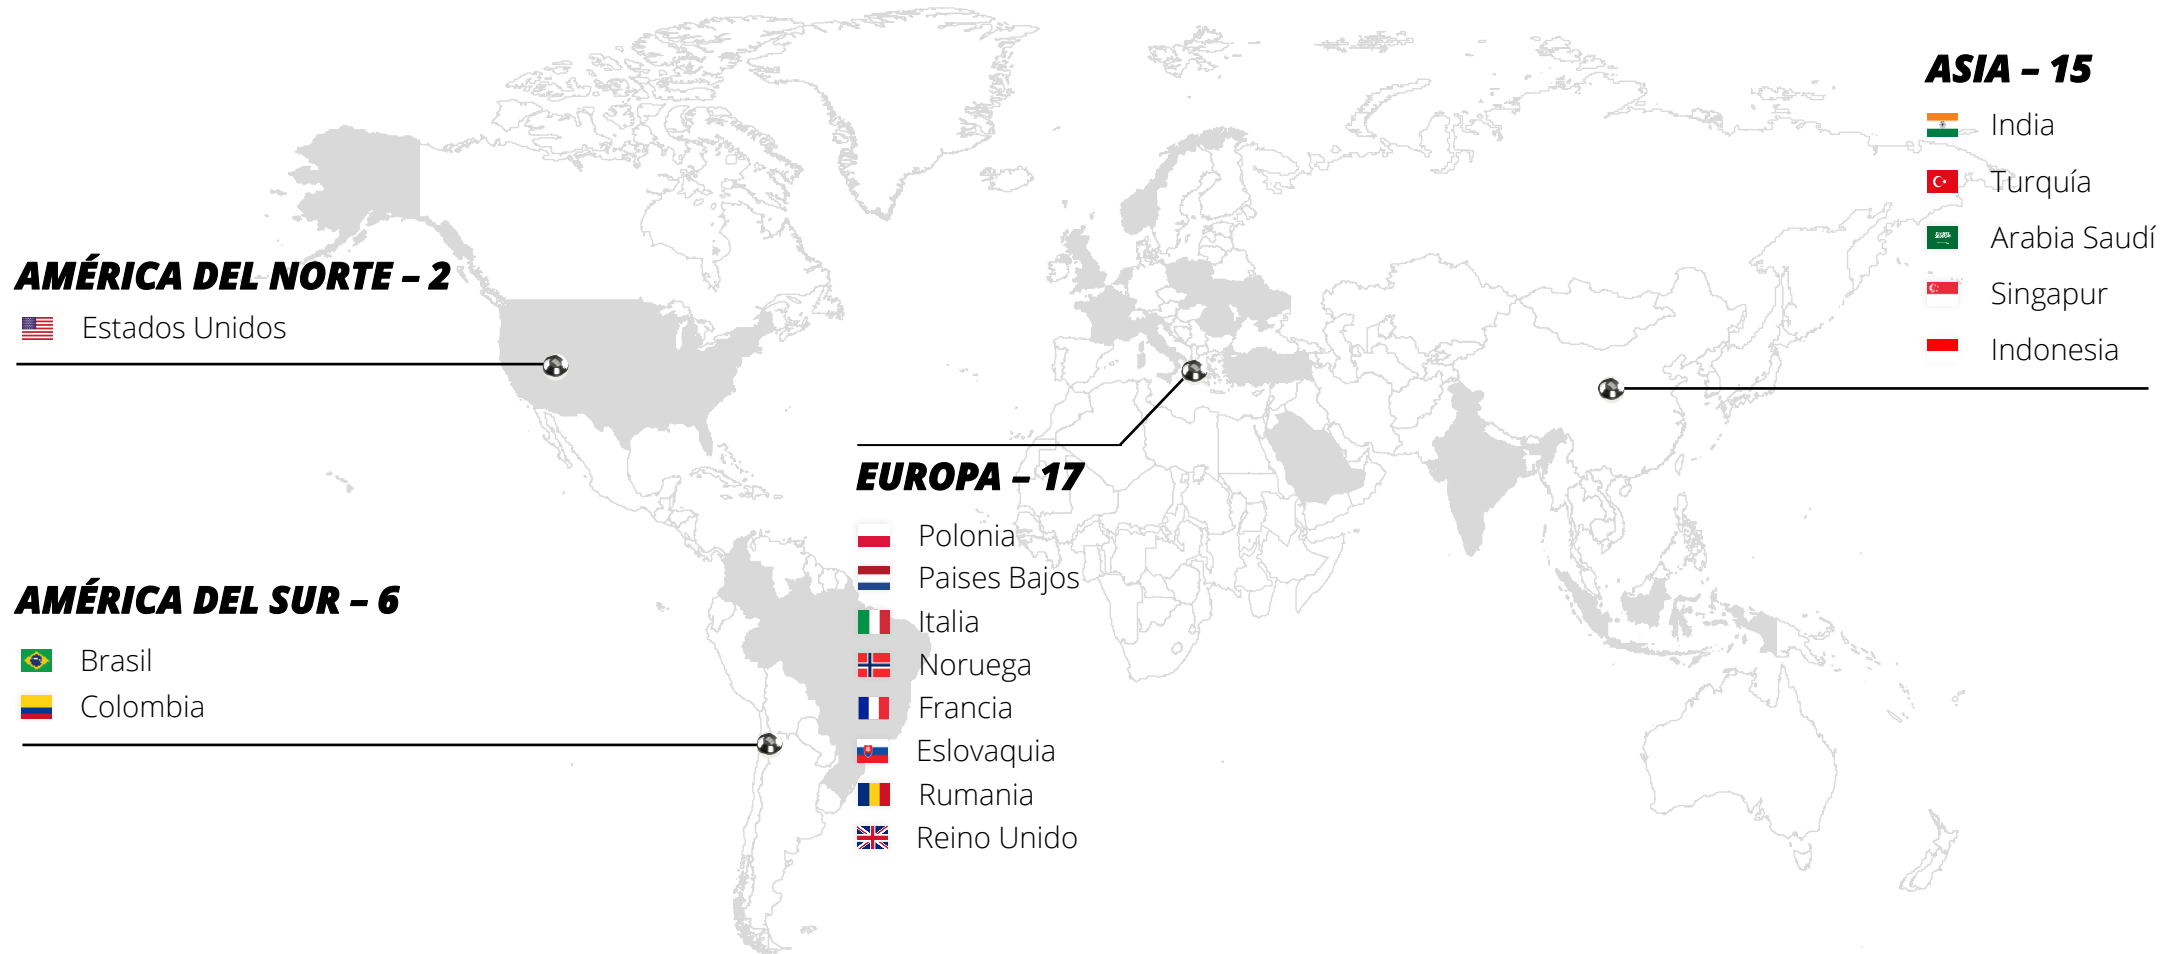 AMÉRICA DEL NORTE – 2
Estados Unidos
AMÉRICA DEL SUR – 6
Brasil
Colombia
EUROPA – 17
Polonia
Paises Bajos
Italia
Noruega
Francia
Eslovaquia
Rumania
Reino Unido
ASIA – 15
India
Turquía
Arabia Saudí
Singapur
Indonesia